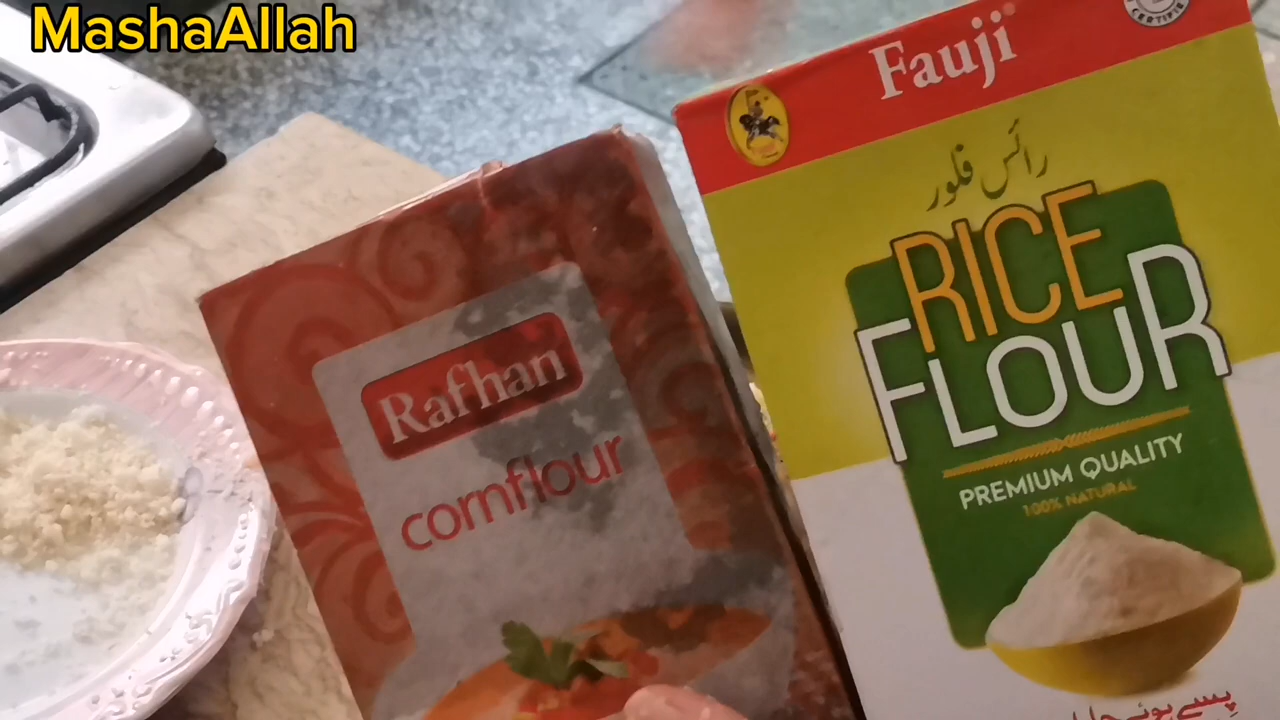 MashaAllah
Rafhan
cornflour
Fauji
رائس فلور
RICE
FLOUR
PREMIUM QUALITY
100% NATURAL